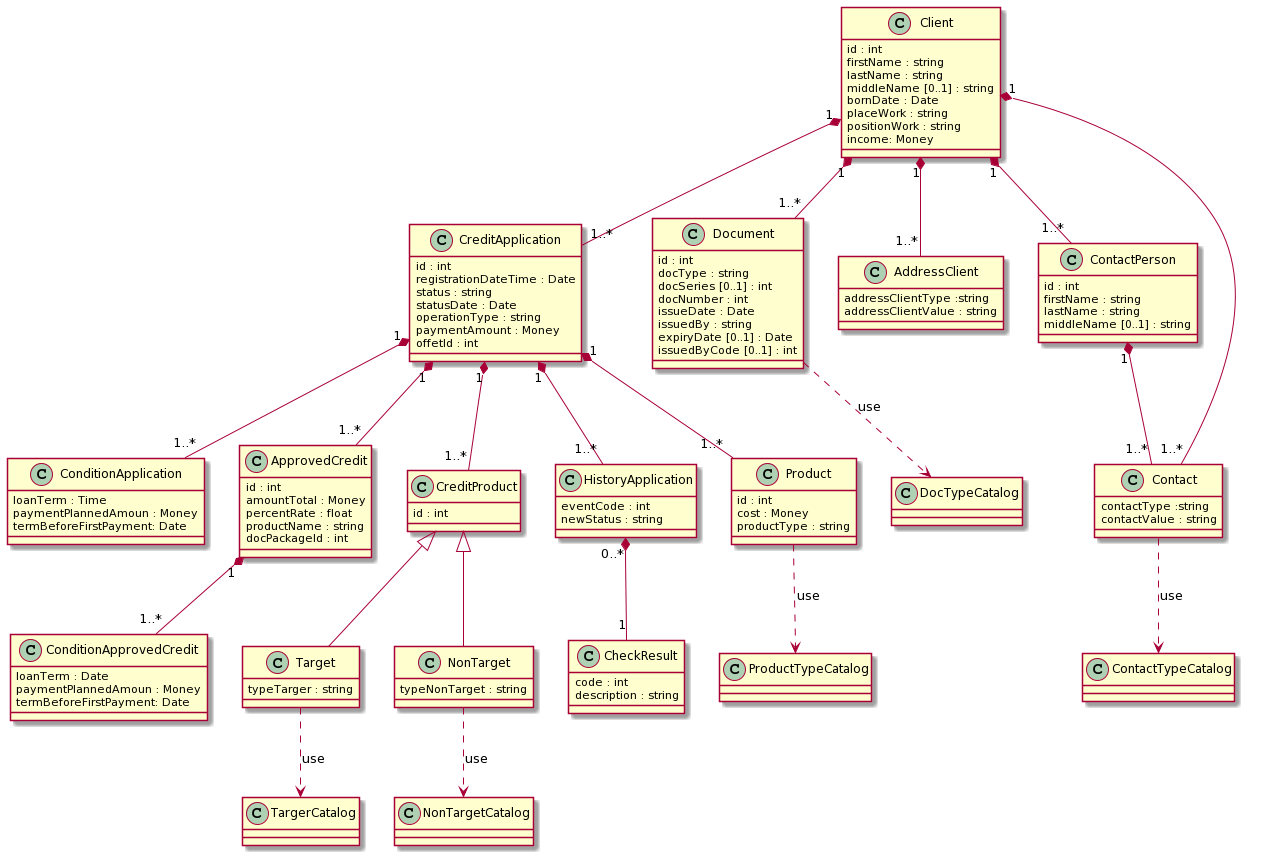 C Client
id : int
firstName : string
lastName : string
middleName [0..1] : string
bornDate : Date
placeWork : string
positionWork : string
income: Money
1
1
1
1
1
1..*
1..*
1..*
1..*
C CreditApplication
id : int
registrationDateTime : Date
status : string
statusDate : Date
operationType : string
paymentAmount : Money
offetId : int
C Document
id : int
docType : string
docSeries [0..1] : int
docNumber : int
issueDate : Date
issuedBy : string
expiryDate [0..1] : Date
issuedByCode [0..1] : int
C AddressClient
addressClientType :string
addressClientValue : string
C ContactPerson
id : int
firstName : string
lastName : string
middleName [0..1] : string
1
1
1
1
1
1
use
1..*
1..*
1..*
1..*
1..*
1..*
1..*
C ConditionApplication
loanTerm : Time
paymentPlannedAmoun : Money
termBeforeFirstPayment: Date
C ApprovedCredit
id : int
amountTotal : Money
percentRate : float
productName : string
docPackageId : int
C CreditProduct
id : int
C HistoryApplication
eventCode : int
newStatus : string
C Product
id : int
cost : Money
productType : string
C DocTypeCatalog
C Contact
contactType :string
contactValue : string
1
0..*
use
use
1..*
1
C ConditionApprovedCredit
loanTerm : Date
paymentPlannedAmoun : Money
termBeforeFirstPayment: Date
C Target
typeTarger : string
C NonTarget
typeNonTarget : string
C CheckResult
code : int
description : string
C ProductTypeCatalog
C ContactTypeCatalog
use
use
C TargerCatalog
C NonTargetCatalog